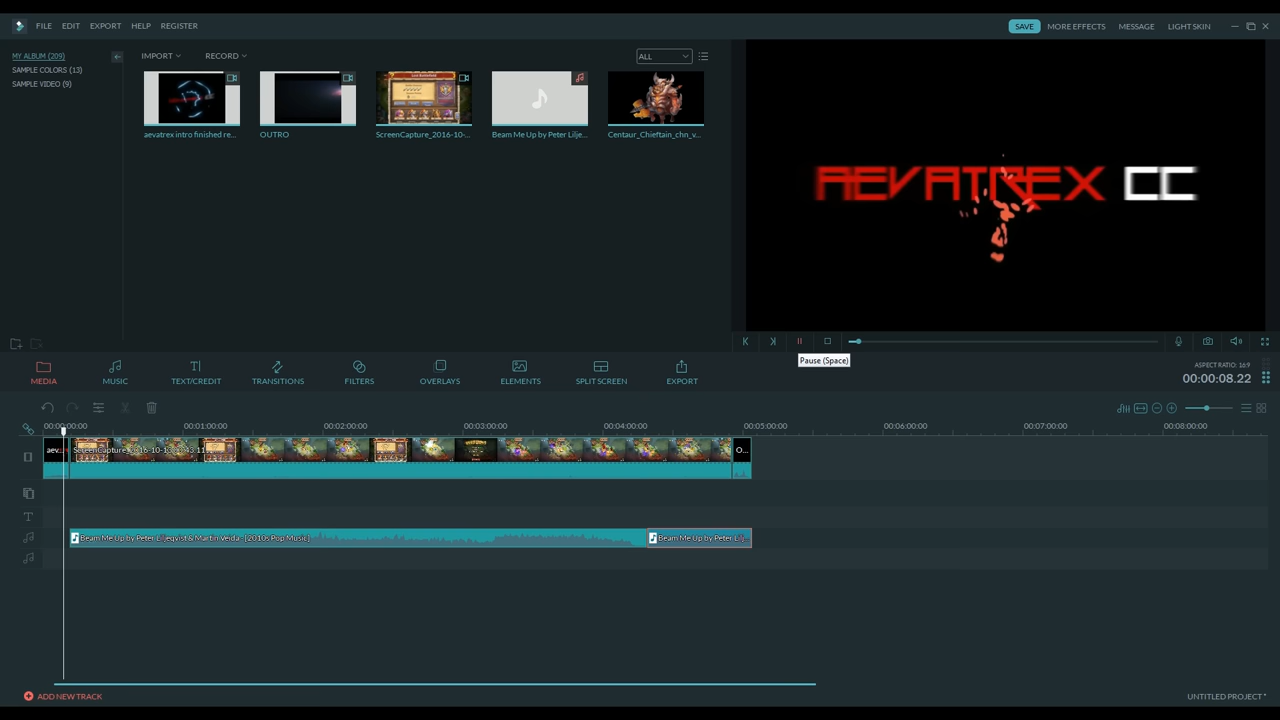 FILE EDIT EXPORT HELP REGISTER
SAVE MORE EFFECTS MESSAGE LIGHT SKIN
MY ALBUM (209)
SAMPLE COLORS (13)
SAMPLE VIDEO (9)
IMPORT RECORD ALL
aevatrex intro finished re...
OUTRO
ScreenCapture_2016-10-...
Beam Me Up by Peter Lilje...
Centaur_Chieftain_chn_v...
AEVATREX CC
Pause (Space)
MEDIA MUSIC TEXT/CREDIT TRANSITIONS FILTERS OVERLAYS ELEMENTS SPLIT SCREEN EXPORT
ASPECT RATIO: 16:9
00:00:08.22
00:00:00:00 00:01:00:00 00:02:00:00 00:03:00:00 00:04:00:00 00:05:00:00 00:06:00:00 00:07:00:00 00:08:00:00
aev...
O...
Beam Me Up by Peter Liljeqvist & Martin Veida - [2010s Pop Music]
Beam Me Up by Peter Lilj...
ADD NEW TRACK
UNTITLED PROJECT *